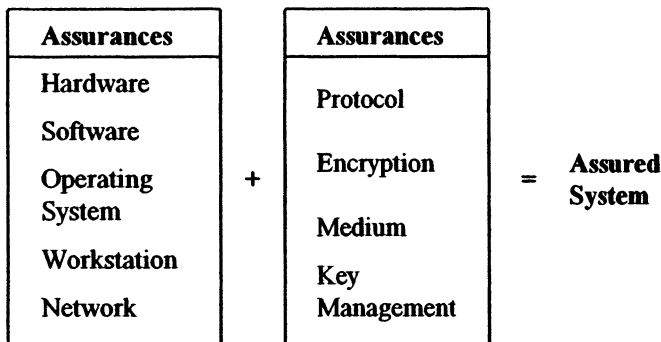 Assurances
Hardware
Software
Operating
System
Workstation
Network
+
Assurances
Protocol
Encryption
Medium
Key
Management
=
Assured
System